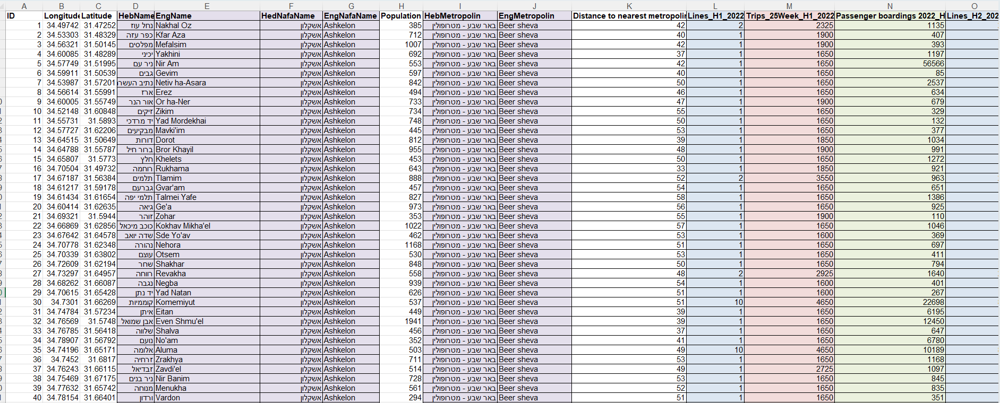 A B C D E F G H I J K L M N O
ID Longitude Latitude HebName EngName HedNafaName EngNafaName Population HebMetropolin EngMetropolin Distance to nearest metropolin Lines_H1_2022 Trips_25Week_H1_2022 Passenger boardings 2022_H Lines_H2_202
1 34.49742 31.47252 נחל עוז Nakhal Oz אשקלון Ashkelon 385 באר שבע - מטרופולין Beer sheva 42 2 2325 1135
2 34.53303 31.48329 כפר עזה Kfar Aza אשקלון Ashkelon 712 באר שבע - מטרופולין Beer sheva 40 1 1900 407
3 34.56321 31.50145 מפלסים Mefalsim אשקלון Ashkelon 1007 באר שבע - מטרופולין Beer sheva 42 1 1900 393
4 34.60085 31.48289 יכיני Yakhini אשקלון Ashkelon 692 באר שבע - מטרופולין Beer sheva 37 1 1650 1197
5 34.57749 31.51995 ניר עם Nir Am אשקלון Ashkelon 553 באר שבע - מטרופולין Beer sheva 42 1 1650 56566
6 34.59911 31.50539 גבים Gevim אשקלון Ashkelon 597 באר שבע - מטרופולין Beer sheva 40 1 1650 85
7 34.53987 31.57201 נתיב העשר Netiv ha-Asara אשקלון Ashkelon 842 באר שבע - מטרופולין Beer sheva 50 1 1650 2537
8 34.56614 31.55991 ארז Erez אשקלון Ashkelon 494 באר שבע - מטרופולין Beer sheva 46 1 1650 634
9 34.60005 31.55749 אור הנר Or ha-Ner אשקלון Ashkelon 733 באר שבע - מטרופולין Beer sheva 47 1 1900 679
10 34.52148 31.60848 זיקים Zikim אשקלון Ashkelon 734 באר שבע - מטרופולין Beer sheva 55 1 1650 329
11 34.55731 31.5893 יד מרדכי Yad Mordekhai אשקלון Ashkelon 748 באר שבע - מטרופולין Beer sheva 50 1 1650 132
12 34.57727 31.62206 מבקיעים Mavki'im אשקלון Ashkelon 445 באר שבע - מטרופולין Beer sheva 53 1 1650 377
13 34.64515 31.50649 דורות Dorot אשקלון Ashkelon 812 באר שבע - מטרופולין Beer sheva 39 1 1850 1034
14 34.64788 31.55787 ברור חיל Bror Khayil אשקלון Ashkelon 955 באר שבע - מטרופולין Beer sheva 48 1 1900 991
15 34.65807 31.5773 חלץ Khelets אשקלון Ashkelon 453 באר שבע - מטרופולין Beer sheva 50 1 1650 1272
16 34.70504 31.49732 רוחמה Rukhama אשקלון Ashkelon 643 באר שבע - מטרופולין Beer sheva 33 1 1850 921
17 34.67187 31.56384 תלמים Tlamim אשקלון Ashkelon 888 באר שבע - מטרופולין Beer sheva 52 2 3550 963
18 34.61217 31.59178 גברעם Gvar'am אשקלון Ashkelon 457 באר שבע - מטרופולין Beer sheva 54 1 1650 651
19 34.61434 31.61654 תלמי יפה Talmei Yafe אשקלון Ashkelon 827 באר שבע - מטרופולין Beer sheva 58 1 1650 1386
20 34.60414 31.62635 גיאה Ge'a אשקלון Ashkelon 973 באר שבע - מטרופולין Beer sheva 56 1 1650 925
21 34.69321 31.5944 זוהר Zohar אשקלון Ashkelon 353 באר שבע - מטרופולין Beer sheva 55 1 1900 110
22 34.66869 31.62856 כוכב מיכאל Kokhav Mikha'el אשקלון Ashkelon 1022 באר שבע - מטרופולין Beer sheva 57 1 1650 1046
23 34.67642 31.64578 שדה יואב Sde Yo'av אשקלון Ashkelon 462 באר שבע - מטרופולין Beer sheva 53 1 1600 369
24 34.70778 31.62348 נהורה Nehora אשקלון Ashkelon 1168 באר שבע - מטרופולין Beer sheva 51 1 1650 697
25 34.70339 31.63802 עוצם Otsem אשקלון Ashkelon 530 באר שבע - מטרופולין Beer sheva 53 1 1650 411
26 34.72609 31.62194 שחר Shakhar אשקלון Ashkelon 848 באר שבע - מטרופולין Beer sheva 50 1 1650 794
27 34.73297 31.64957 רווחה Revakha אשקלון Ashkelon 558 באר שבע - מטרופולין Beer sheva 48 2 2925 1640
28 34.68262 31.66087 נגבה Negba אשקלון Ashkelon 939 באר שבע - מטרופולין Beer sheva 54 1 1600 401
29 34.70615 31.65428 יד נתן Yad Natan אשקלון Ashkelon 626 באר שבע - מטרופולין Beer sheva 51 1 1600 267
30 34.7301 31.66269 קוממיות Komemiyut אשקלון Ashkelon 537 באר שבע - מטרופולין Beer sheva 51 10 4650 22698
31 34.74784 31.57234 איתן Eitan אשקלון Ashkelon 449 באר שבע - מטרופולין Beer sheva 39 1 1650 6195
32 34.76569 31.5748 אבן שמואל Even Shmu'el אשקלון Ashkelon 1941 באר שבע - מטרופולין Beer sheva 39 1 1650 12450
33 34.76785 31.56418 שלווה Shalva אשקלון Ashkelon 456 באר שבע - מטרופולין Beer sheva 37 1 1650 647
34 34.78907 31.56792 נועם No'am אשקלון Ashkelon 352 באר שבע - מטרופולין Beer sheva 41 1 1650 6780
35 34.74196 31.65171 אלומה Aluma אשקלון Ashkelon 503 באר שבע - מטרופולין Beer sheva 49 10 4650 10189
36 34.7452 31.6817 זרחיה Zrakhya אשקלון Ashkelon 711 באר שבע - מטרופולין Beer sheva 53 1 1650 1168
37 34.76243 31.66115 זבדיאל Zavdi'el אשקלון Ashkelon 514 באר שבע - מטרופולין Beer sheva 49 1 2725 1097
38 34.75469 31.67175 ניר בנים Nir Banim אשקלון Ashkelon 728 באר שבע - מטרופולין Beer sheva 53 1 1650 845
39 34.77632 31.65742 מנוחה Menukha אשקלון Ashkelon 561 באר שבע - מטרופולין Beer sheva 52 1 1650 835
40 34.78154 31.66401 ורדון Vardon אשקלון Ashkelon 294 באר שבע - מטרופולין Beer sheva 51 1 1650 351